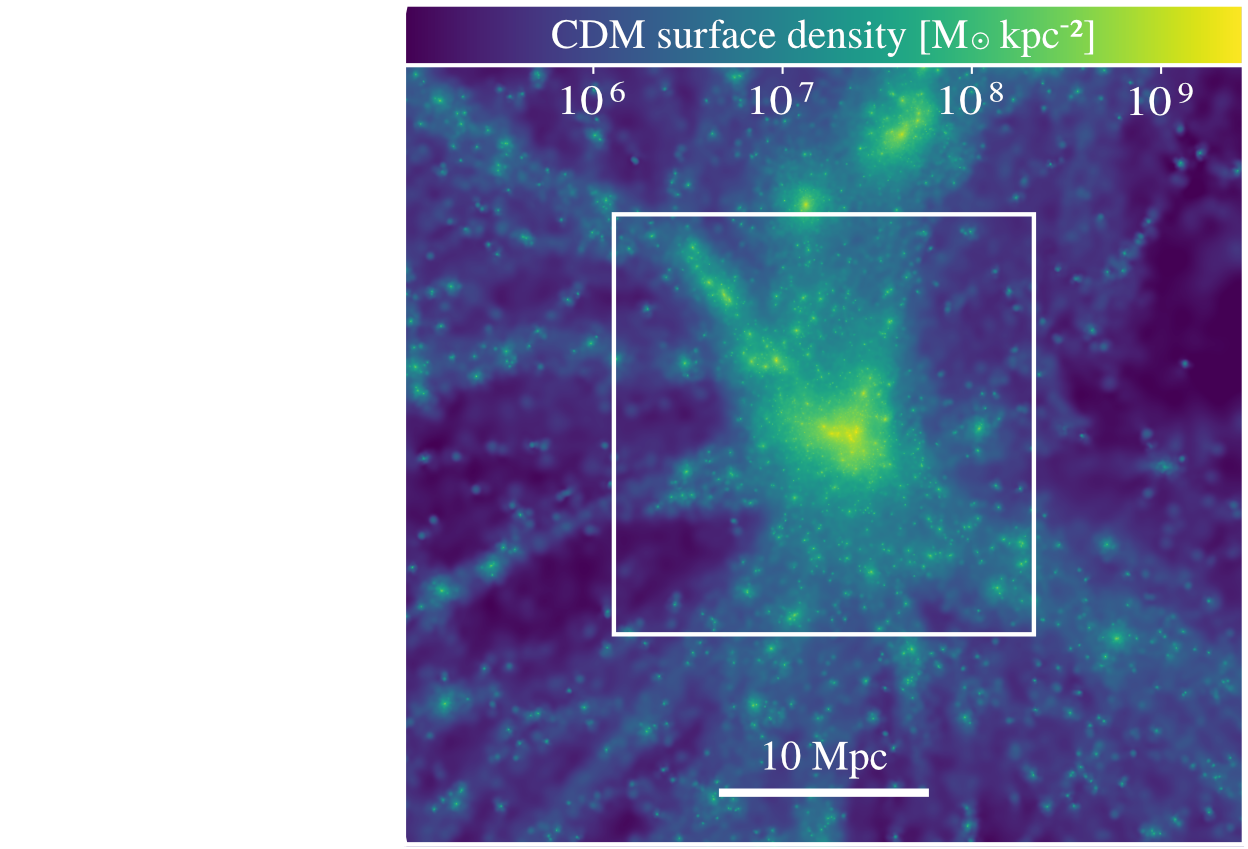 CDM surface density [M☉ kpc⁻²]
10⁶ 10⁷ 10⁸ 10⁹
10 Mpc